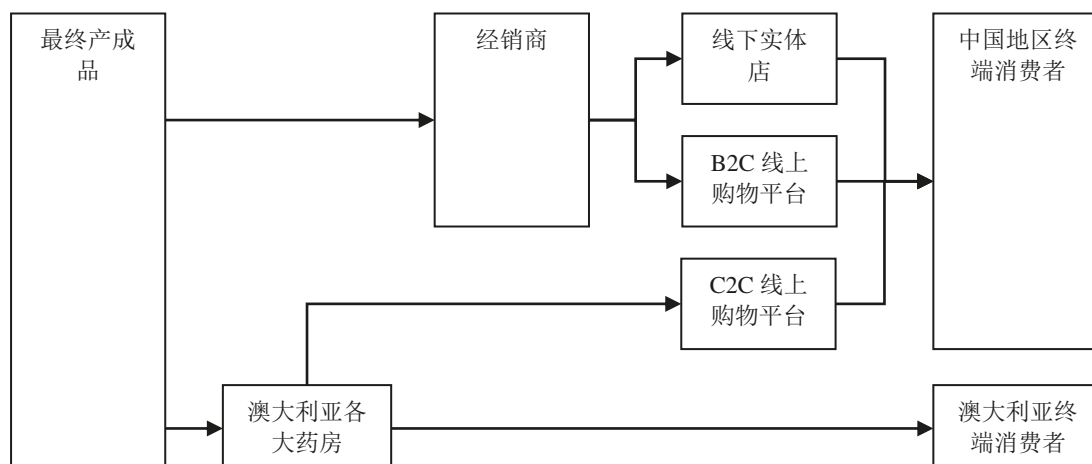 最终产成
品
经销商
线下实体
店
中国地区终
端消费者
B2C 线上
购物平台
C2C 线上
购物平台
澳大利亚各
大药房
澳大利亚终
端消费者